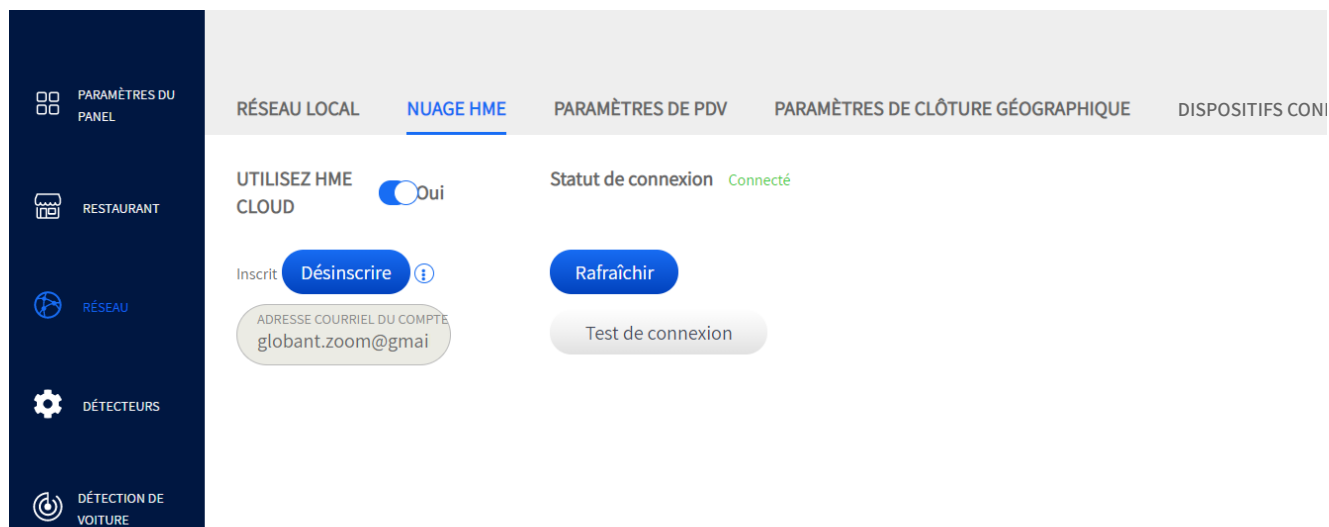 PARAMÈTRES DU
PANEL
RESTAURANT
RÉSEAU
DÉTECTEURS
DÉTECTION DE
VOITURE
RÉSEAU LOCAL NUAGE HME PARAMÈTRES DE PDV PARAMÈTRES DE CLÔTURE GÉOGRAPHIQUE DISPOSITIFS CON
UTILISEZ HME
CLOUD
Oui
Statut de connexion Connecté
Inscrit Désinscrire
Rafraîchir
ADRESSE COURRIEL DU COMPTE
globant.zoom@gmai
Test de connexion